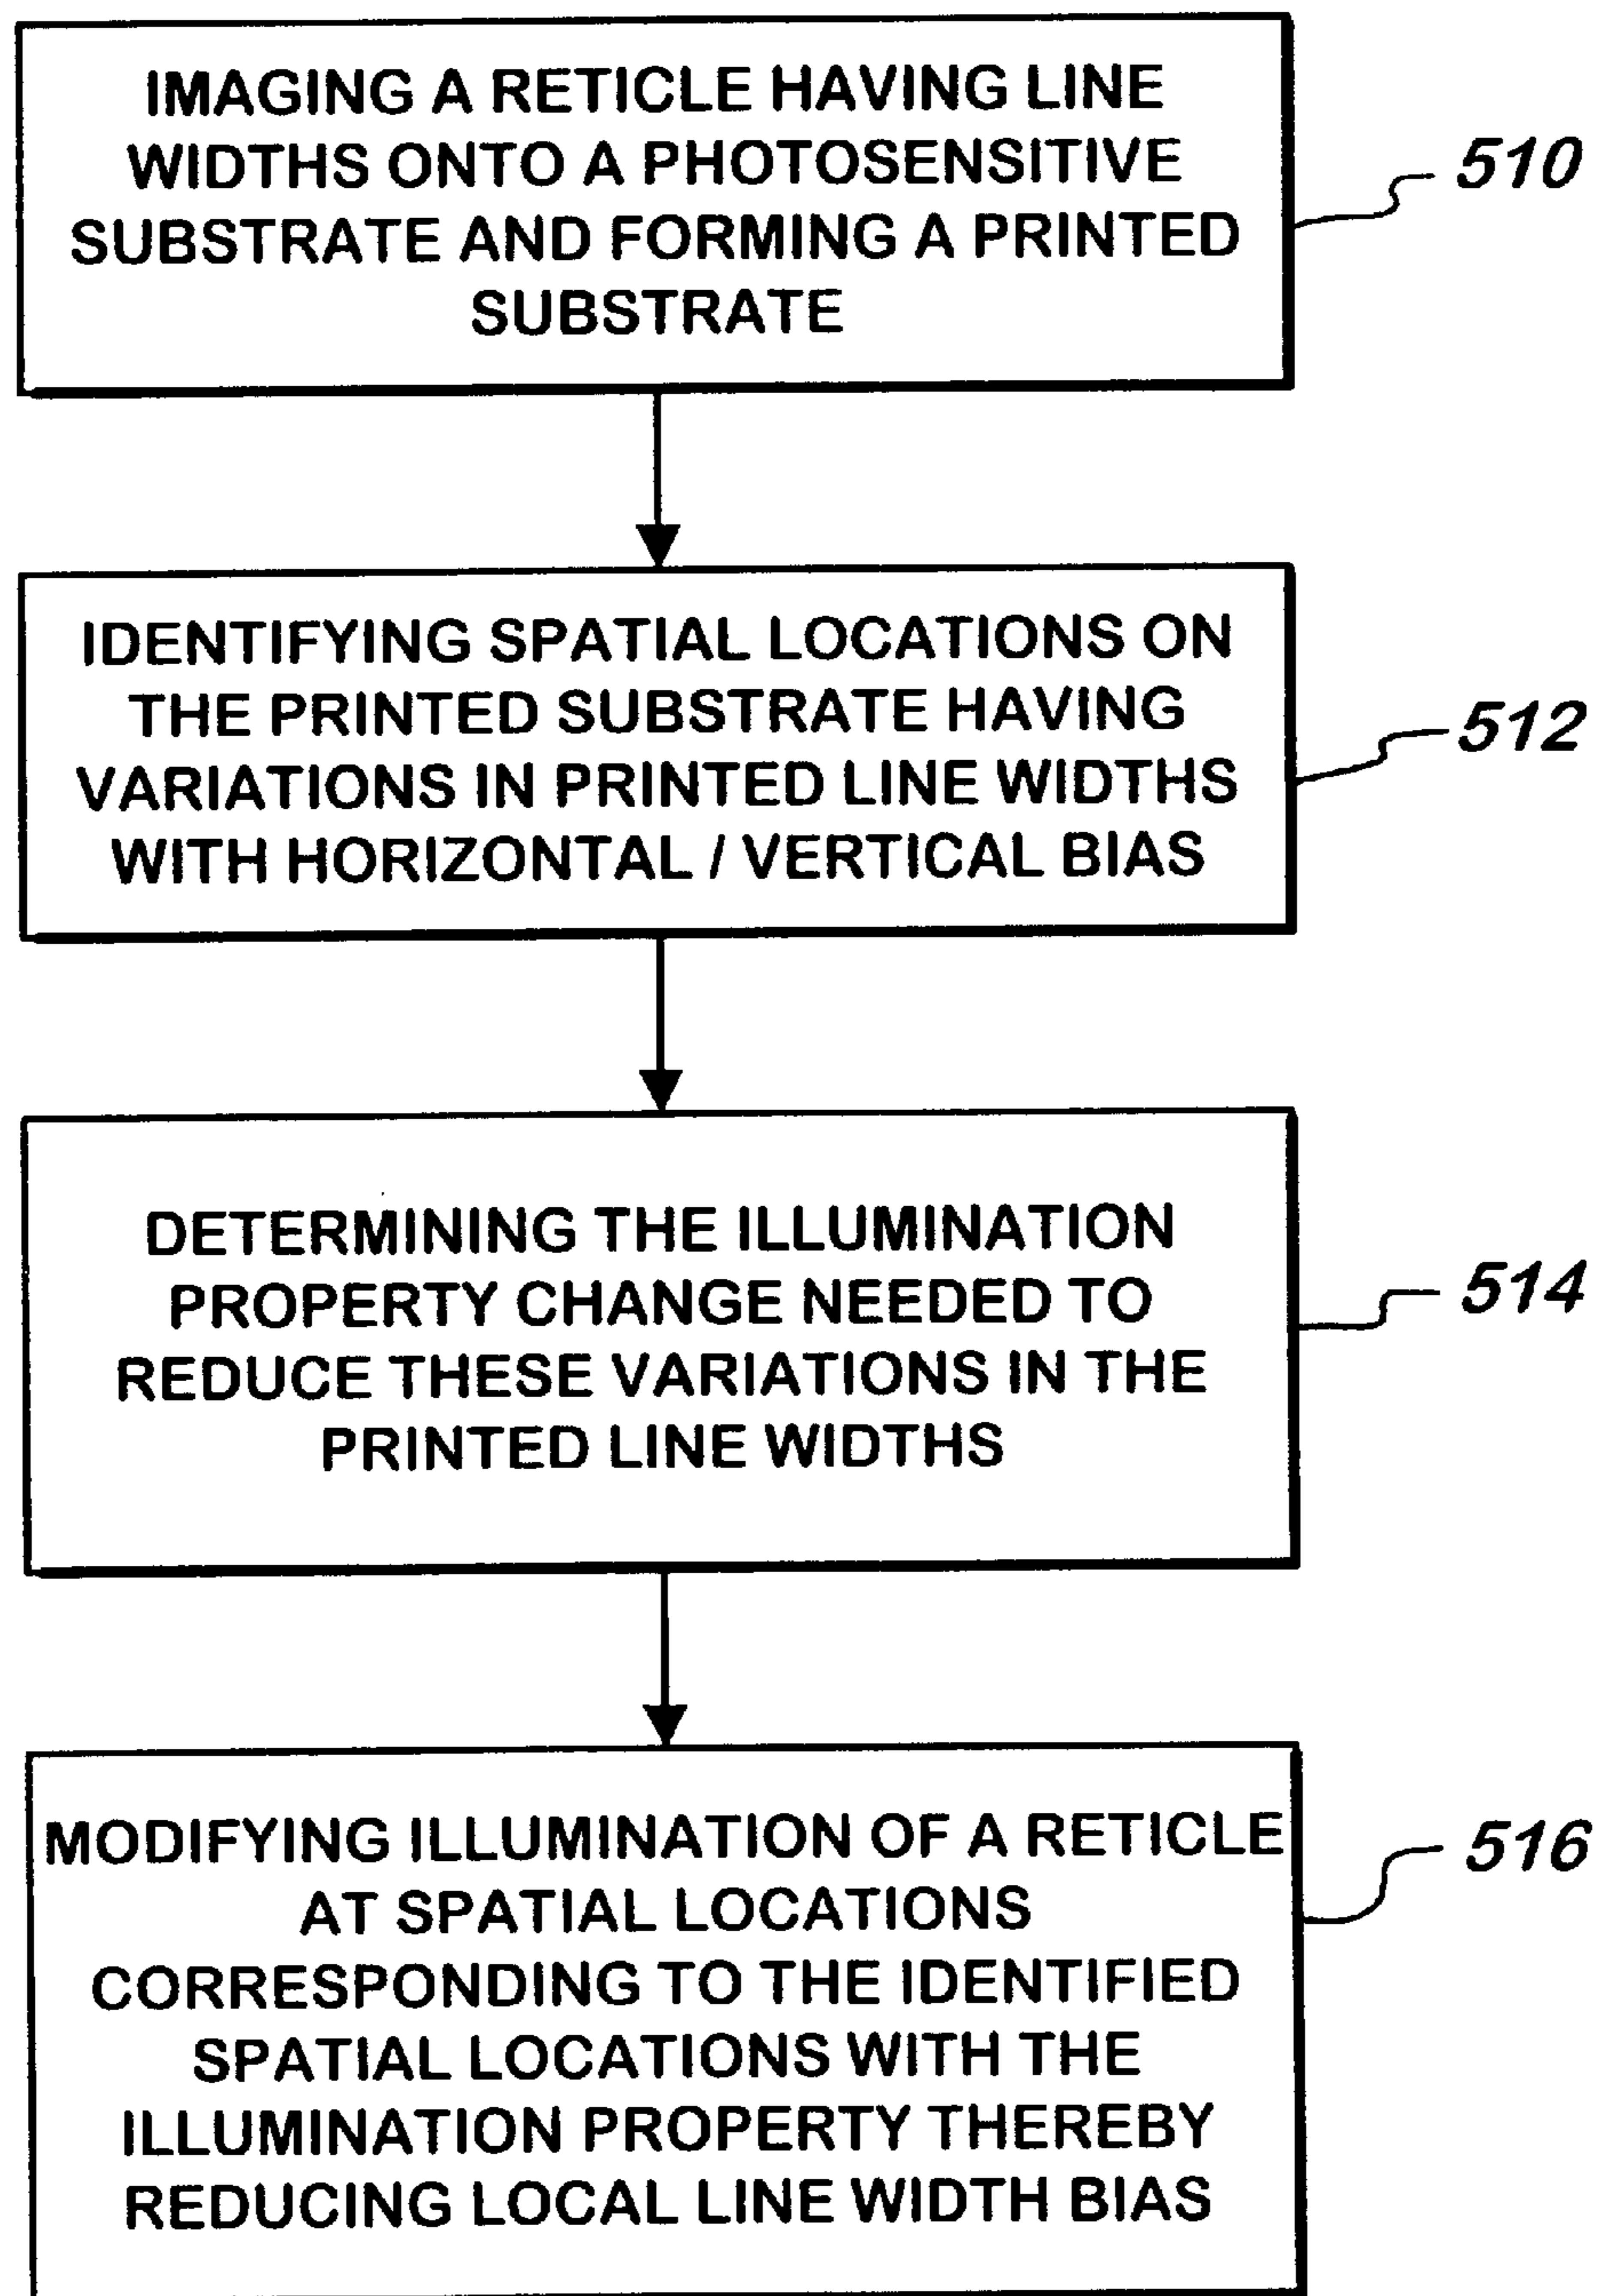 IMAGING A RETICLE HAVING LINE
WIDTHS ONTO A PHOTOSENSITIVE
SUBSTRATE AND FORMING A PRINTED
SUBSTRATE
510
IDENTIFYING SPATIAL LOCATIONS ON
THE PRINTED SUBSTRATE HAVING
VARIATIONS IN PRINTED LINE WIDTHS
WITH HORIZONTAL / VERTICAL BIAS
512
DETERMINING THE ILLUMINATION
PROPERTY CHANGE NEEDED TO
REDUCE THESE VARIATIONS IN THE
PRINTED LINE WIDTHS
514
MODIFYING ILLUMINATION OF A RETICLE
AT SPATIAL LOCATIONS
CORRESPONDING TO THE IDENTIFIED
SPATIAL LOCATIONS WITH THE
ILLUMINATION PROPERTY THEREBY
REDUCING LOCAL LINE WIDTH BIAS
516